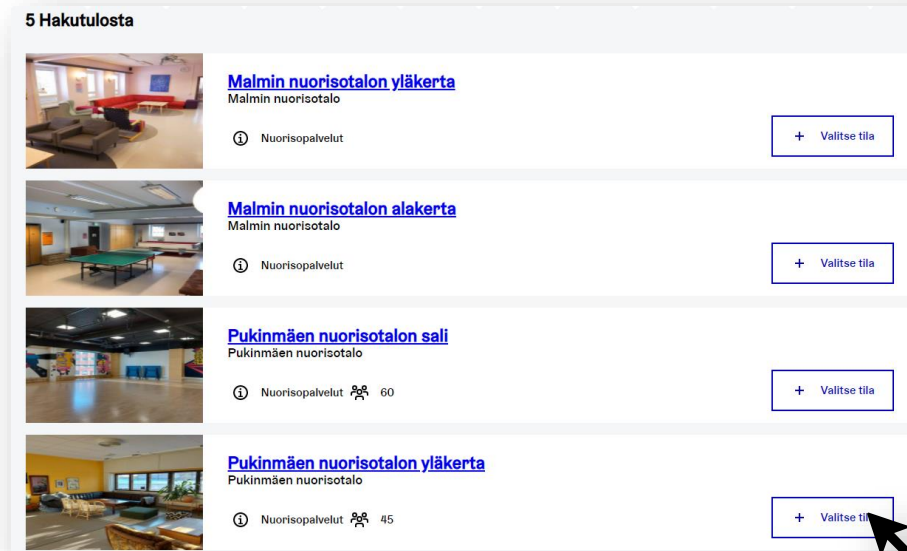 5 Hakutulosta
Malmin nuorisotalon yläkerta
Malmin nuorisotalo
Nuorisopalvelut
+ Valitse tila
Malmin nuorisotalon alakerta
Malmin nuorisotalo
Nuorisopalvelut
+ Valitse tila
Pukinmäen nuorisotalon sali
Pukinmäen nuorisotalo
Nuorisopalvelut 60
+ Valitse tila
Pukinmäen nuorisotalon yläkerta
Pukinmäen nuorisotalo
Nuorisopalvelut 45
+ Valitse tila